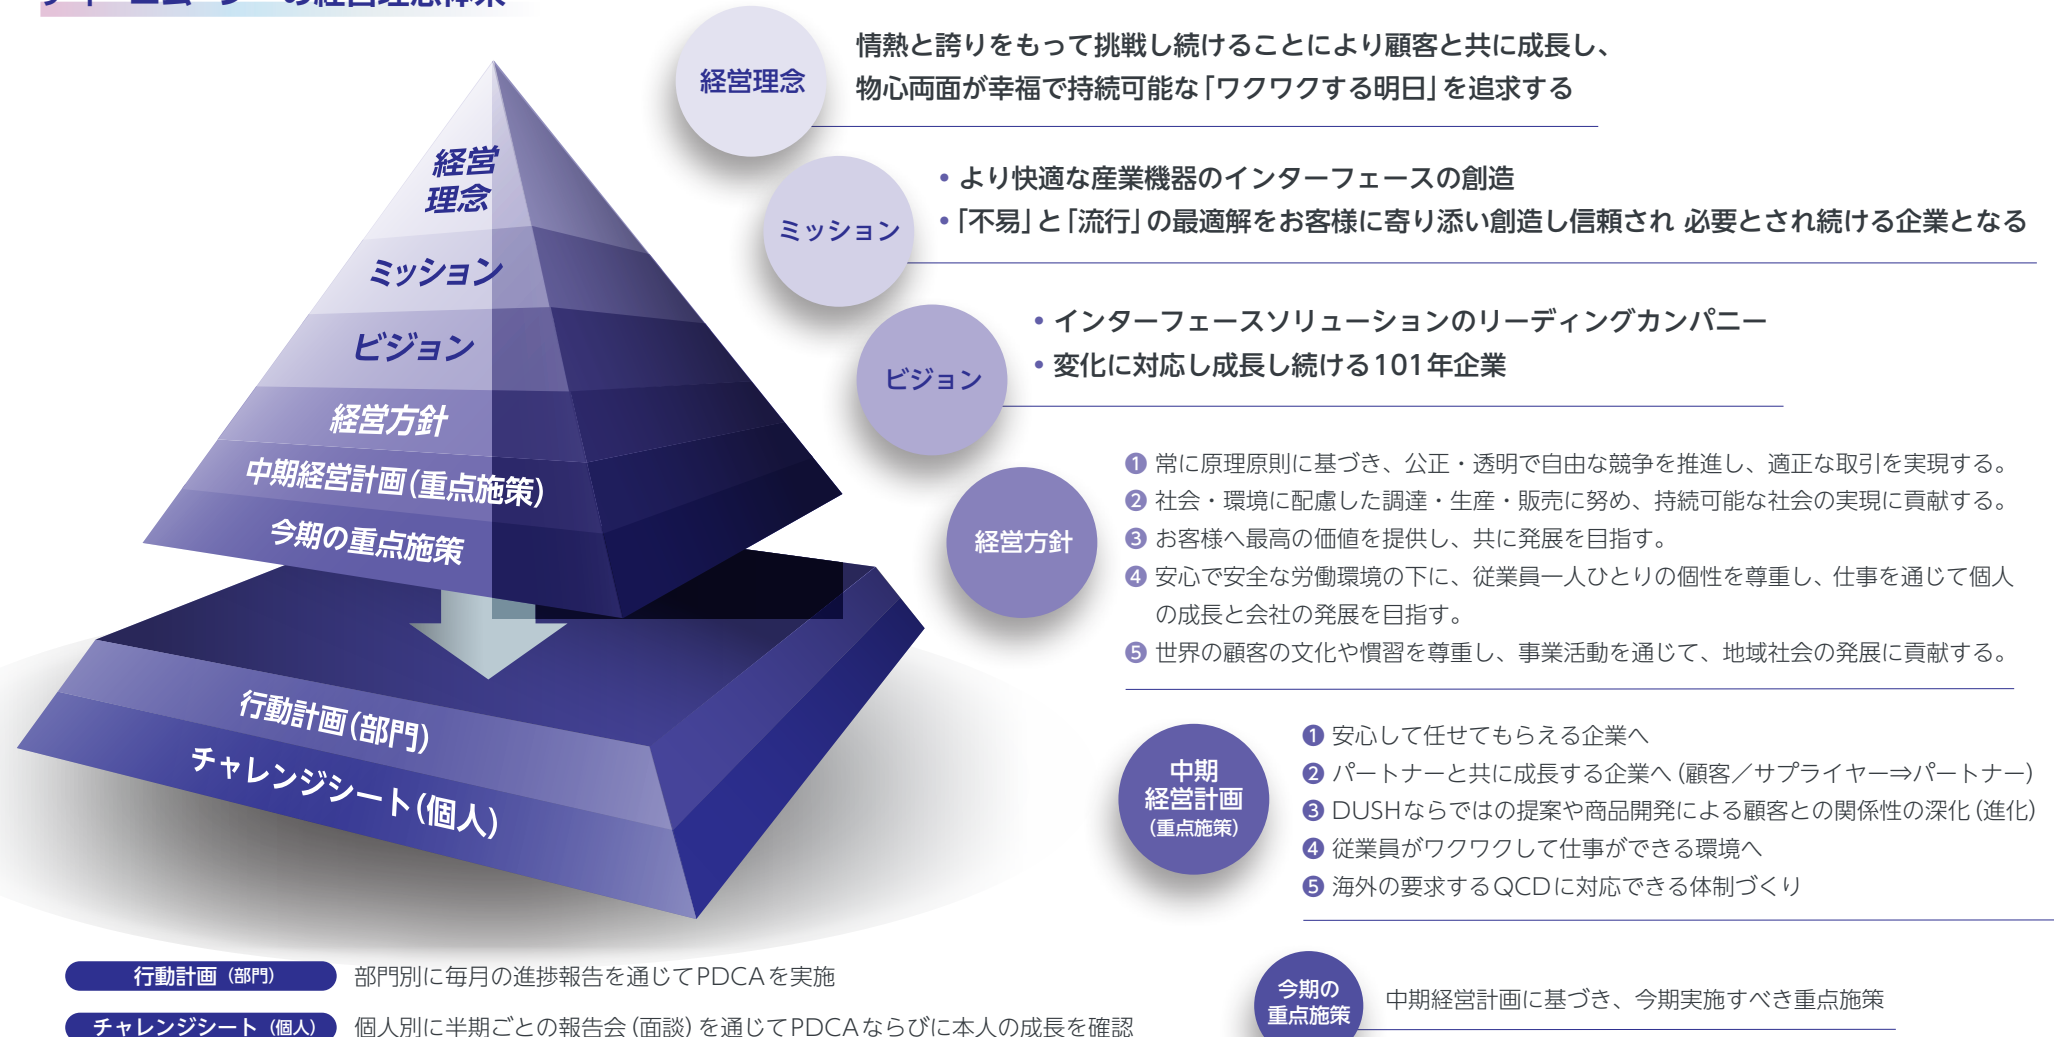 の経営理念体系
経営
理念
ミッション
ビジョン
経営方針
中期経営計画(重点施策)
今期の重点施策
行動計画(部門)
チャレンジシート(個人)
経営理念
情熱と誇りをもって挑戦し続けることにより顧客と共に成長し、
物心両面が幸福で持続可能な「ワクワクする明日」を追求する
ミッション
・より快適な産業機器のインターフェースの創造
・「不易」と「流行」の最適解をお客様に寄り添い創造し信頼され 必要とされ続ける企業となる
ビジョン
・インターフェースソリューションのリーディングカンパニー
・変化に対応し成長し続ける101年企業
経営方針
❶ 常に原理原則に基づき、公正・透明で自由な競争を推進し、適正な取引を実現する。
❷ 社会・環境に配慮した調達・生産・販売に努め、持続可能な社会の実現に貢献する。
❸ お客様へ最高の価値を提供し、共に発展を目指す。
❹ 安心で安全な労働環境の下に、従業員一人ひとりの個性を尊重し、仕事を通じて個人
の成長と会社の発展を目指す。
❺ 世界の顧客の文化や慣習を尊重し、事業活動を通じて、地域社会の発展に貢献する。
中期
経営計画
(重点施策)
❶ 安心して任せてもらえる企業へ
❷ パートナーと共に成長する企業へ(顧客／サプライヤー⇒パートナー)
❸ DUSHならではの提案や商品開発による顧客との関係性の深化(進化)
❹ 従業員がワクワクして仕事ができる環境へ
❺ 海外の要求するQCDに対応できる体制づくり
今期の
重点施策
中期経営計画に基づき、今期実施すべき重点施策
行動計画(部門)
部門別に毎月の進捗報告を通じてPDCAを実施
チャレンジシート(個人)
個人別に半期ごとの報告会(面談)を通じてPDCAならびに本人の成長を確認